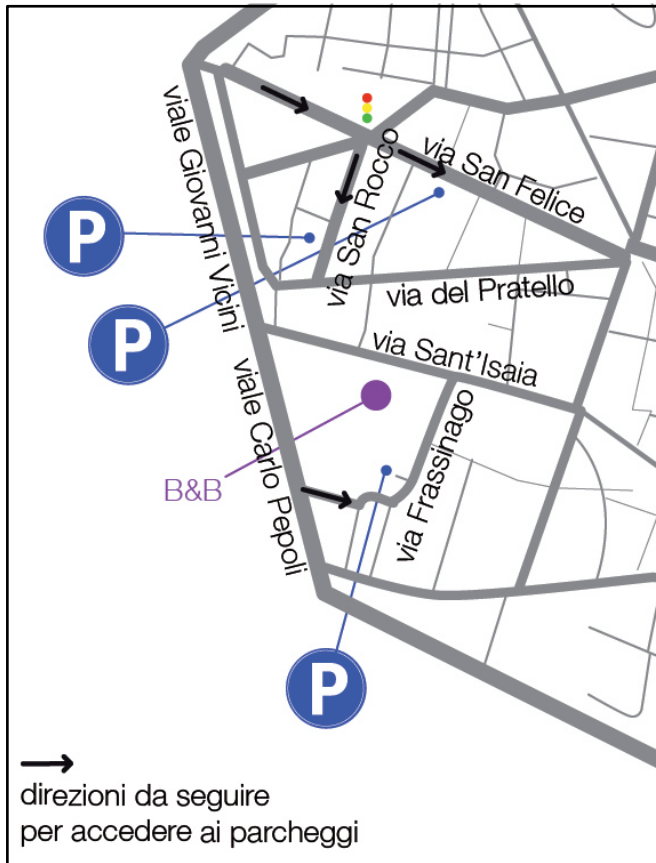 viale Giovanni Vicini
via San Rocco
via San Felice
P
P
via del Pratello
via Sant'Isaia
viale Carlo Pepoli
B&B
via Frassinago
P
direzioni da seguire
per accedere ai parcheggi